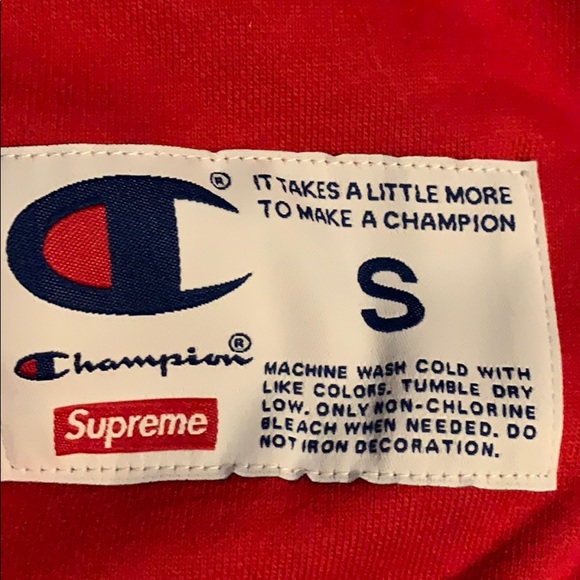 IT TAKES A LITTLE MORE
TO MAKE A CHAMPION
S
Champion®
Supreme
MACHINE WASH COLD WITH
LIKE COLORS. TUMBLE DRY
LOW. ONLY NON-CHLORINE
BLEACH WHEN NEEDED. DO
NOT IRON DECORATION.